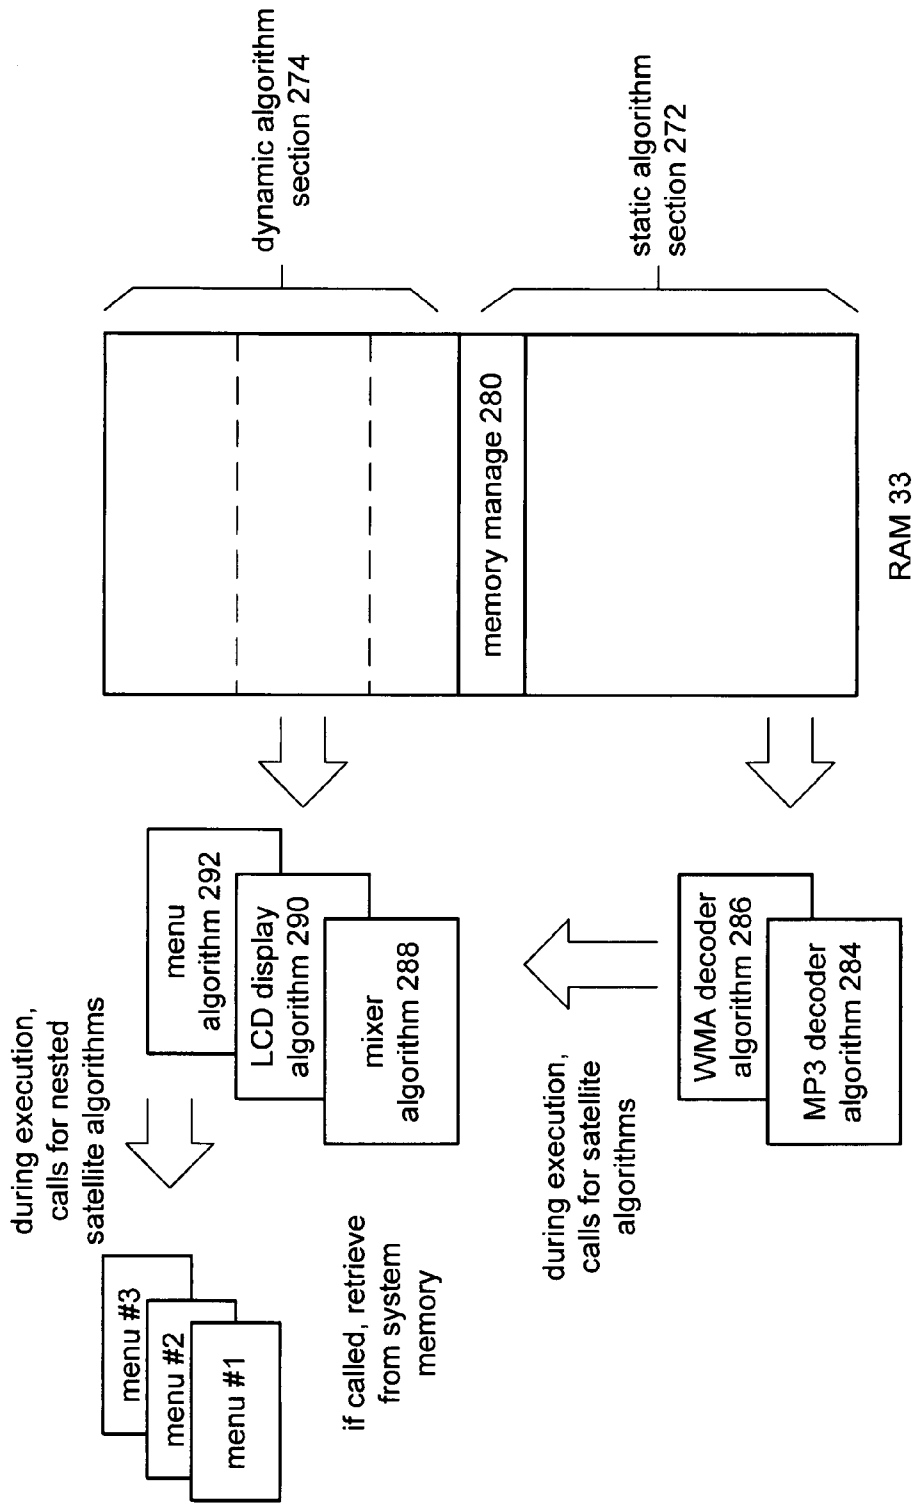 during execution,
calls for nested
satellite algorithms
menu #3
menu #2
menu #1
if called, retrieve
from system
memory
menu
algorithm 292
LCD display
algorithm 290
mixer
algorithm 288
during execution,
calls for satellite
algorithms
WMA decoder
algorithm 286
MP3 decoder
algorithm 284
memory manage 280
RAM 33
dynamic algorithm
section 274
static algorithm
section 272